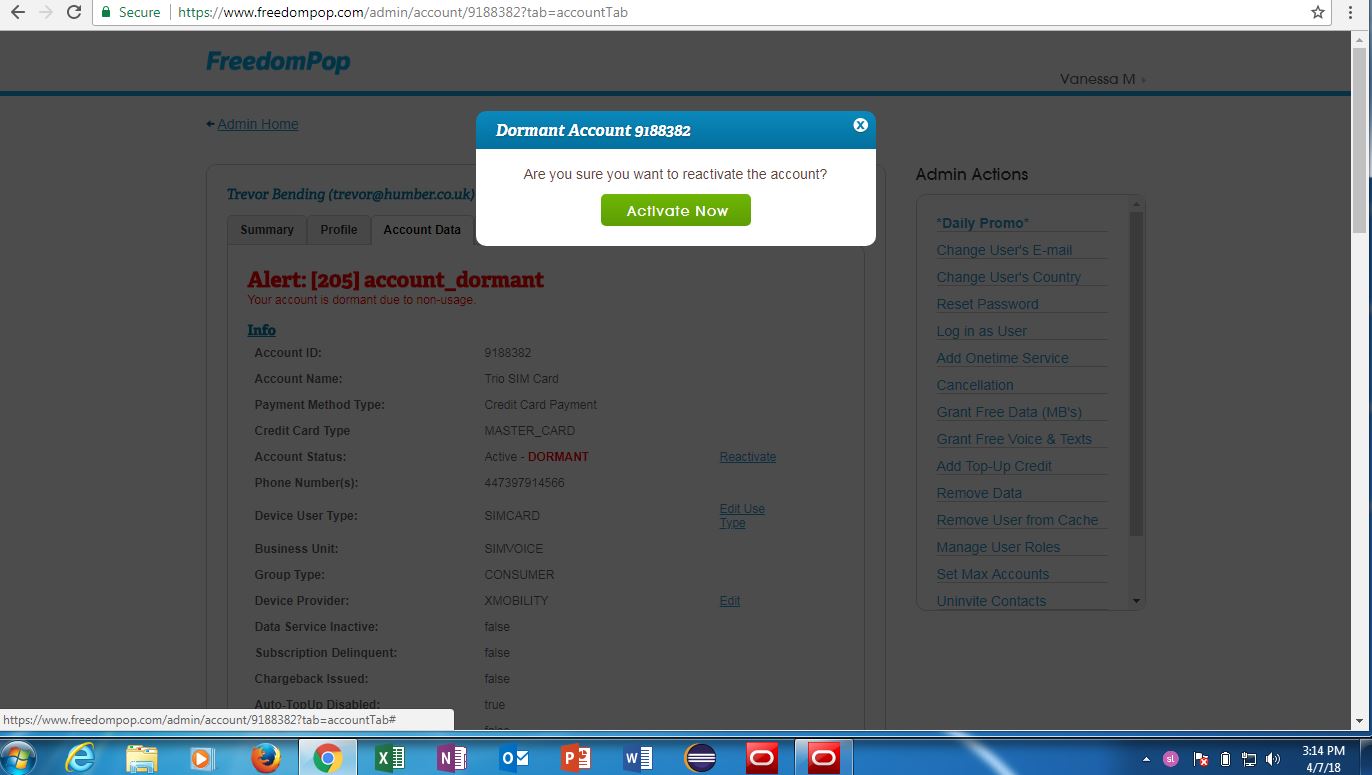 Secure | https://www.freedompop.com/admin/account/9188382?tab=accountTab
FreedomPop
Vanessa M
Admin Home
Dormant Account 9188382
Are you sure you want to reactivate the account?
Activate Now
Trevor Bending (trevor@humber.co.uk)
Summary Profile Account Data
Alert: [205] account_dormant
Your account is dormant due to non-usage.
Info
Account ID: 9188382
Account Name: Trio SIM Card
Payment Method Type: Credit Card Payment
Credit Card Type MASTER_CARD
Account Status: Active - DORMANT Reactivate
Phone Number(s): 447397914566
Device User Type: SIMCARD Edit Use
Type
Business Unit: SIMVOICE
Group Type: CONSUMER
Device Provider: XMOBILITY Edit
Data Service Inactive: false
Subscription Delinquent: false
Chargeback Issued: false
Auto-TopUp Disabled: true
false
Admin Actions
*Daily Promo*
Change User's E-mail
Change User's Country
Reset Password
Log in as User
Add Onetime Service
Cancellation
Grant Free Data (MB's)
Grant Free Voice & Texts
Add Top-Up Credit
Remove Data
Remove User from Cache
Manage User Roles
Set Max Accounts
Uninvite Contacts
https://www.freedompop.com/admin/account/9188382?tab=accountTab#
sl
3:14 PM
4/7/18